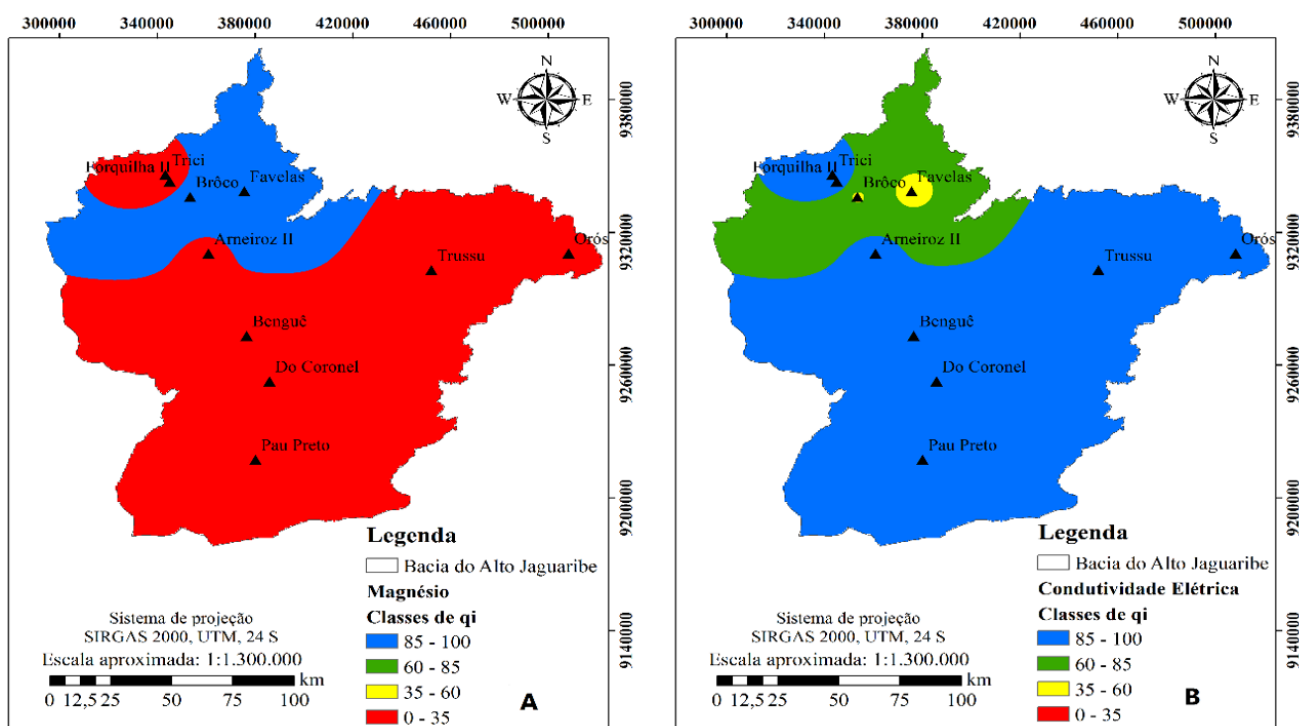 300000 340000 380000 420000 460000 500000
9380000
9320000
9260000
9200000
9140000
N
W E
S
Forquilha II
Trici
Brôco
Favelas
Arneiroz II
Orós
Trussu
Benguê
Do Coronel
Pau Preto
Legenda
Bacia do Alto Jaguaribe
Magnésio
Classes de qi
85 - 100
60 - 85
35 - 60
0 - 35
Sistema de projeção
SIRGAS 2000, UTM, 24 S
Escala aproximada: 1:1.300.000
km
0 12,5 25 50 75 100
A
300000 340000 380000 420000 460000 500000
9380000
9320000
9260000
9200000
9140000
N
W E
S
Forquilha II
Trici
Brôco
Favelas
Arneiroz II
Orós
Trussu
Benguê
Do Coronel
Pau Preto
Legenda
Bacia do Alto Jaguaribe
Condutividade Elétrica
Classes de qi
85 - 100
60 - 85
35 - 60
0 - 35
Sistema de projeção
SIRGAS 2000, UTM, 24 S
Escala aproximada: 1:1.300.000
km
0 12,5 25 50 75 100
B